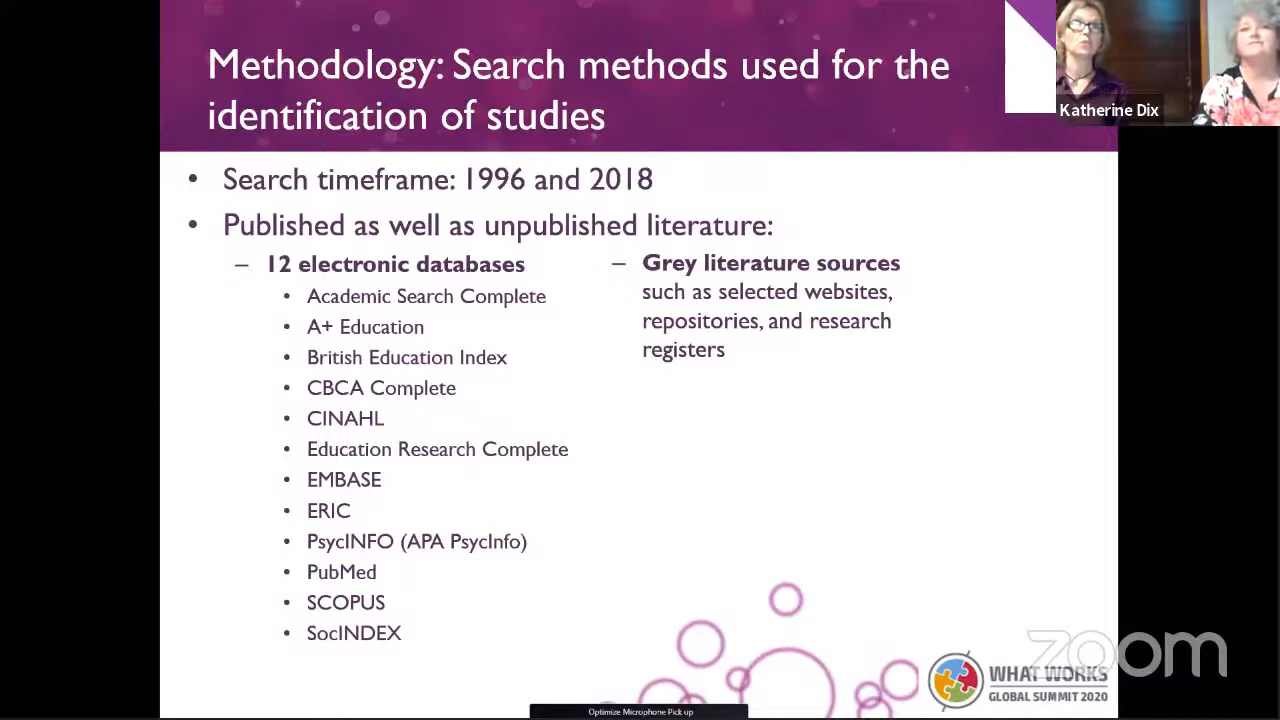 Methodology: Search methods used for the
identification of studies
Katherine Dix
• Search timeframe: 1996 and 2018
• Published as well as unpublished literature:
– 12 electronic databases
• Academic Search Complete
• A+ Education
• British Education Index
• CBCA Complete
• CINAHL
• Education Research Complete
• EMBASE
• ERIC
• PsycINFO (APA PsycInfo)
• PubMed
• SCOPUS
• SocINDEX
– Grey literature sources
such as selected websites,
repositories, and research
registers
zoom
WHAT WORKS
GLOBAL SUMMIT 2020
Optimize Microphone Pick up